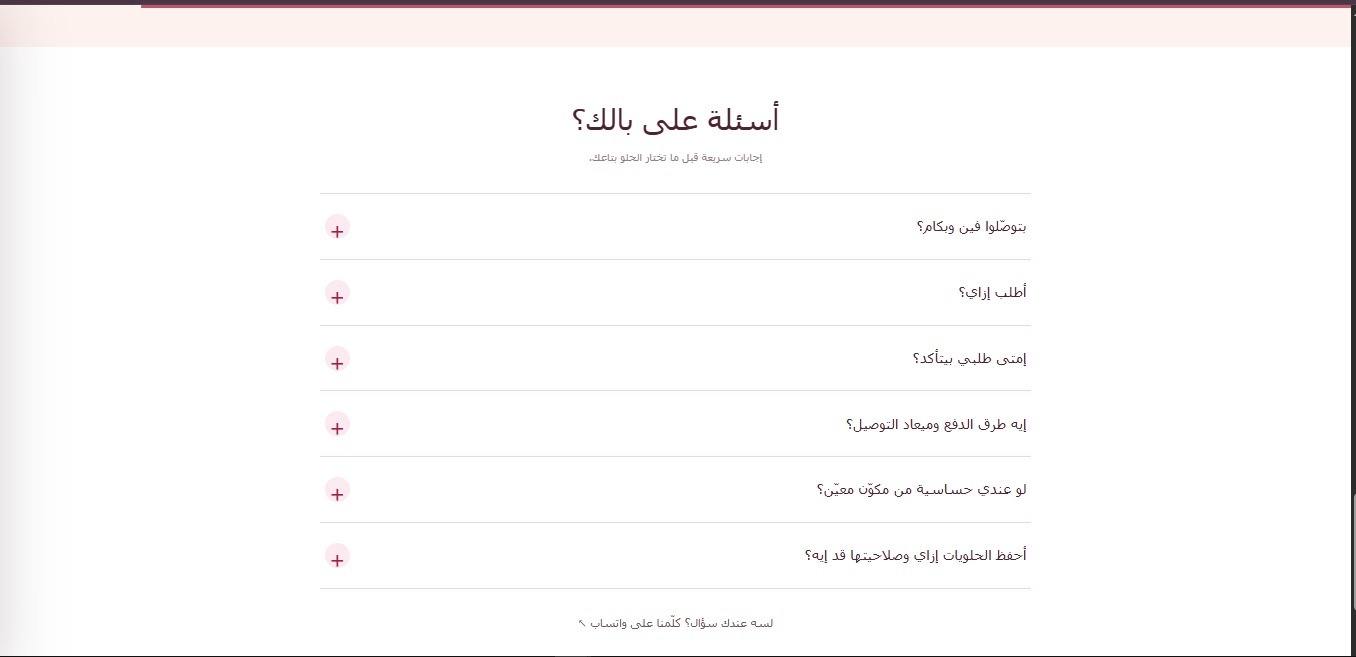 أسئلة على بالك؟
إجابات سريعة قبل ما تختار الحلو بتاعك.
بتوصّلوا فين وبكام؟
+
أطلب إزاي؟
+
إمتى طلبي بيتأكد؟
+
إيه طرق الدفع وميعاد التوصيل؟
+
لو عندي حساسية من مكوّن معيّن؟
+
أحفظ الحلويات إزاي وصلاحيتها قد إيه؟
+
لسه عندك سؤال؟ كلّمنا على واتساب ↖